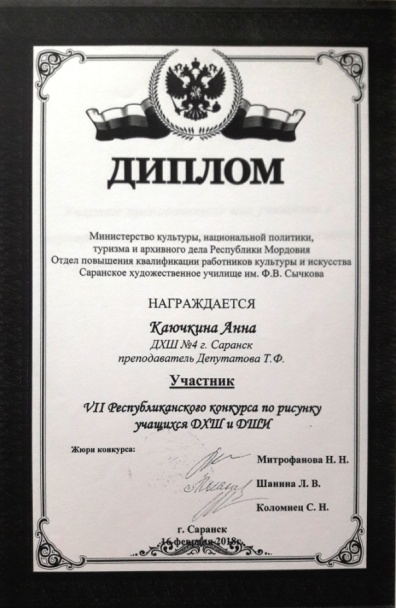 ДИПЛОМ
Министерство культуры, национальной политики,
туризма и архивного дела Республики Мордовия
Отдел повышения квалификации работников культуры и искусства
Саранское художественное училище им. Ф.В. Сычкова
НАГРАЖДАЕТСЯ
Каючкина Анна
ДХШ №4 г. Саранск
преподаватель Депутатова Т.Ф.
Участник
VII Республиканского конкурса по рисунку
учащихся ДХШ и ДШИ
Жюри конкурса:
Митрофанова Н. Н.
Шанина Л. В.
Коломиец С. Н.
г. Саранск
16 февраля 2018г.